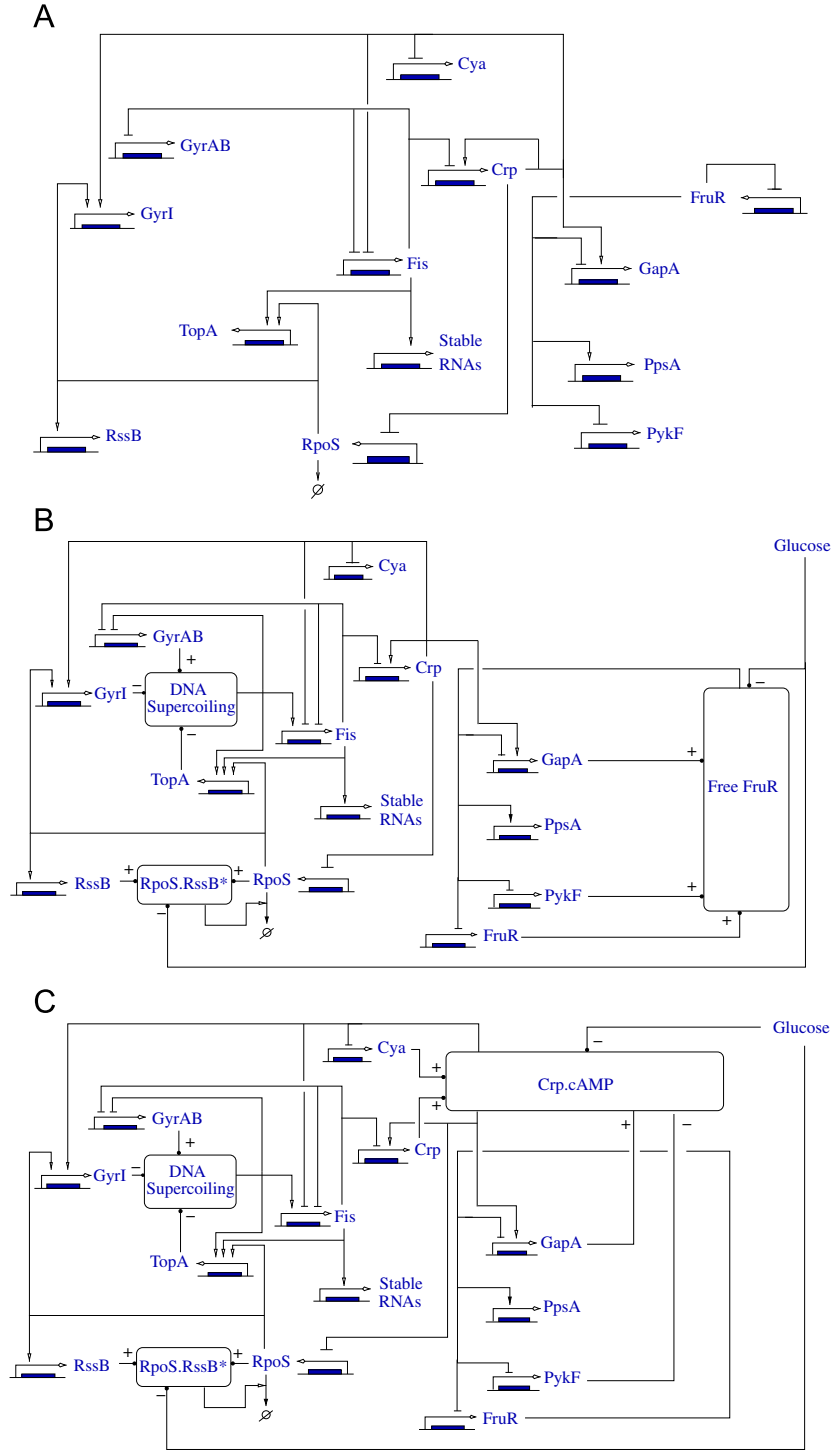 A
Cya
GyrAB
Crp
FruR
GyrI
Fis
GapA
TopA
Stable
RNAs
PpsA
RssB
RpoS
PykF
B
Glucose
Cya
GyrAB
+
Crp
−
GyrI
−
DNA
Supercoiling
Fis
−
GapA
+
Free FruR
TopA
Stable
RNAs
PpsA
RssB
+
RpoS.RssB*
+
RpoS
PykF
+
−
FruR
+
C
Glucose
Cya
−
+
Crp.cAMP
+
GyrAB
+
−
+
Crp
GyrI
−
DNA
Supercoiling
Fis
−
GapA
TopA
Stable
RNAs
PpsA
RssB
+
RpoS.RssB*
+
RpoS
PykF
−
FruR